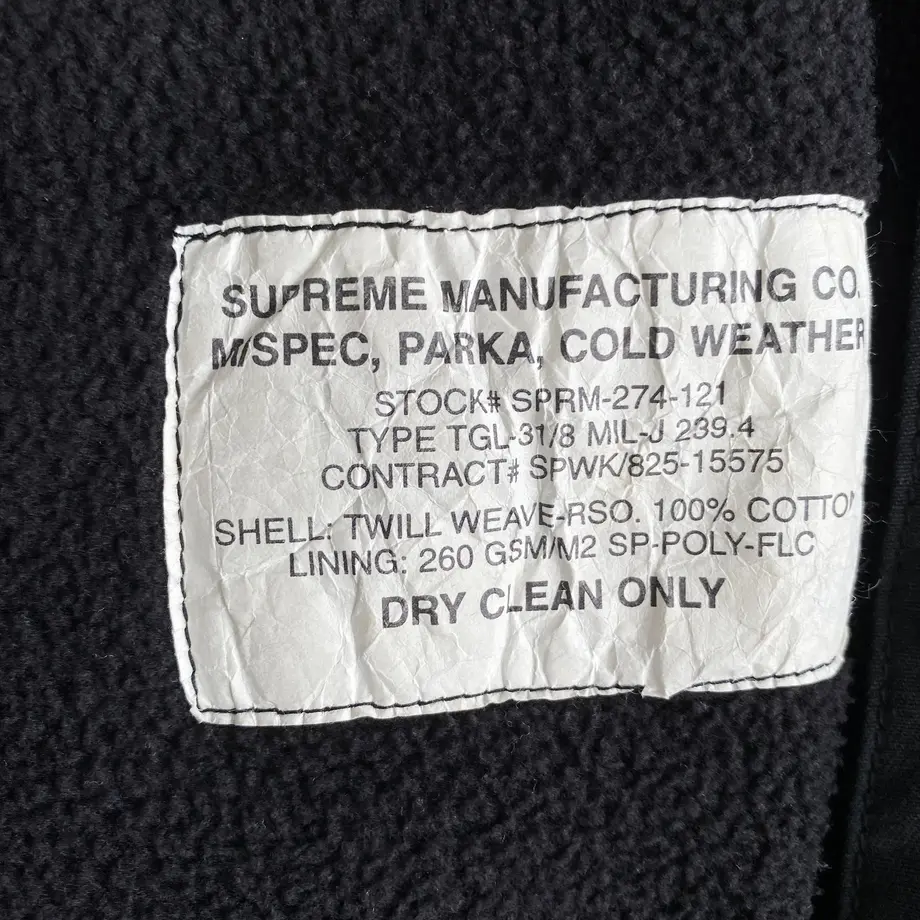 SUPREME MANUFACTURING CO.
M/SPEC, PARKA, COLD WEATHER
STOCK# SPRM-274-121
TYPE TGL-31/8 MIL-J 239.4
CONTRACT# SPWK/825-15575
SHELL: TWILL WEAVE-RSO. 100% COTTON
LINING: 260 GSM/M2 SP-POLY-FLC
DRY CLEAN ONLY